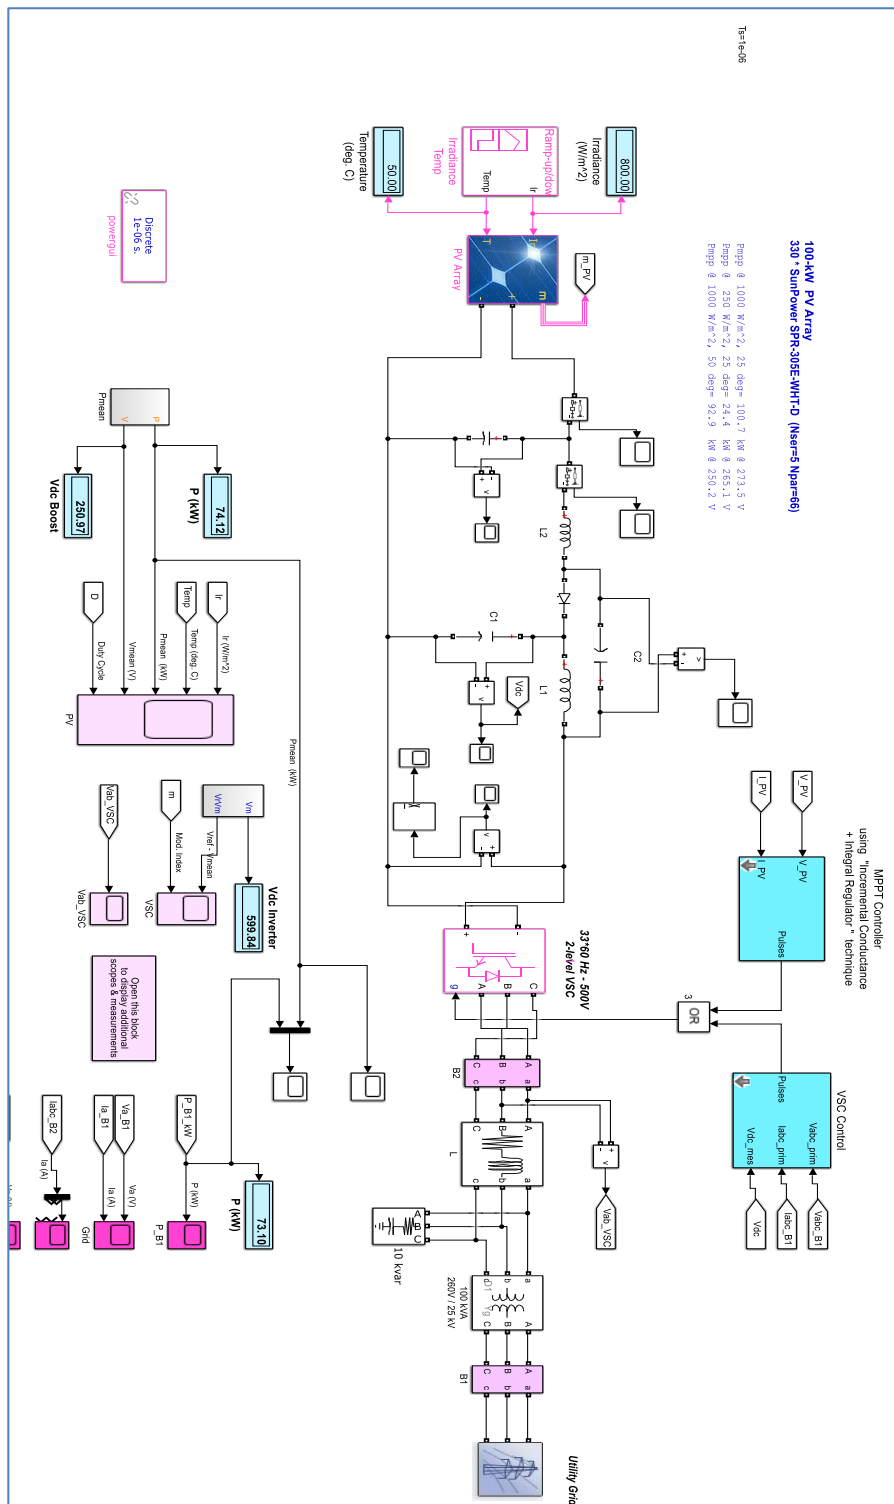 Ts=1e-06
100-kW PV Array
330 * SunPower SPR-305E-WHT-D (Nser=5 Npar=66)
Pmpp @ 1000 W/m^2, 25 deg= 100.7 kW @ 273.5 V
Pmpp @ 250 W/m^2, 25 deg= 24.4 kW @ 265.1 V
Pmpp @ 1000 W/m^2, 50 deg= 92.9 kW @ 250.2 V
MPPT Controller
using "Incremental Conductance
+ Integral Regulator" technique
V_PV
I_PV
V_PV
I_PV
Pulses
VSC Control
Pulses
Vabc_prim
Iabc_prim
Vdc_mes
Vabc_B1
Iabc_B1
Vdc
3
OR
Irradiance
(W/m^2)
800.00
Ramp-up/dow
Irradiance
Temp
Ir
Temp
50.00
Temperature
(deg. C)
m_PV
Ir
T
m
+
-
PV Array
L2
C2
C1
L1
v
+
-
Vdc
33*60 Hz - 500V
2-level VSC
g
A
B
C
+
-
B2
A
B
C
a
b
c
L
A
B
C
a
b
c
Vab_VSC
A
B
C
10 kvar
a
b
c
A
B
C
D1
Yg
100 kVA
260V / 25 kV
B1
A
B
C
a
b
c
Utility Grid
Discrete
1e-06 s.
powergui
Pmean
P
V
74.12
P (kW)
250.97
Vdc Boost
Ir
Temp
D
Ir (W/m^2)
Temp (deg. C)
Pmean (kW)
Vmean (V)
Duty Cycle
PV
Pmean (kW)
Vm
VrVm
Vref - Vmean
m
Mod. Index
VSC
599.84
Vdc Inverter
Vab_VSC
Vab_VSC
Open this block
to display additional
scopes & measurements
P_B1_kW
P (kW)
73.10
P (kW)
P_B1
Va_B1
Ia_B1
Va (V)
Ia (A)
Grid
Iabc_B2
Ia (A)